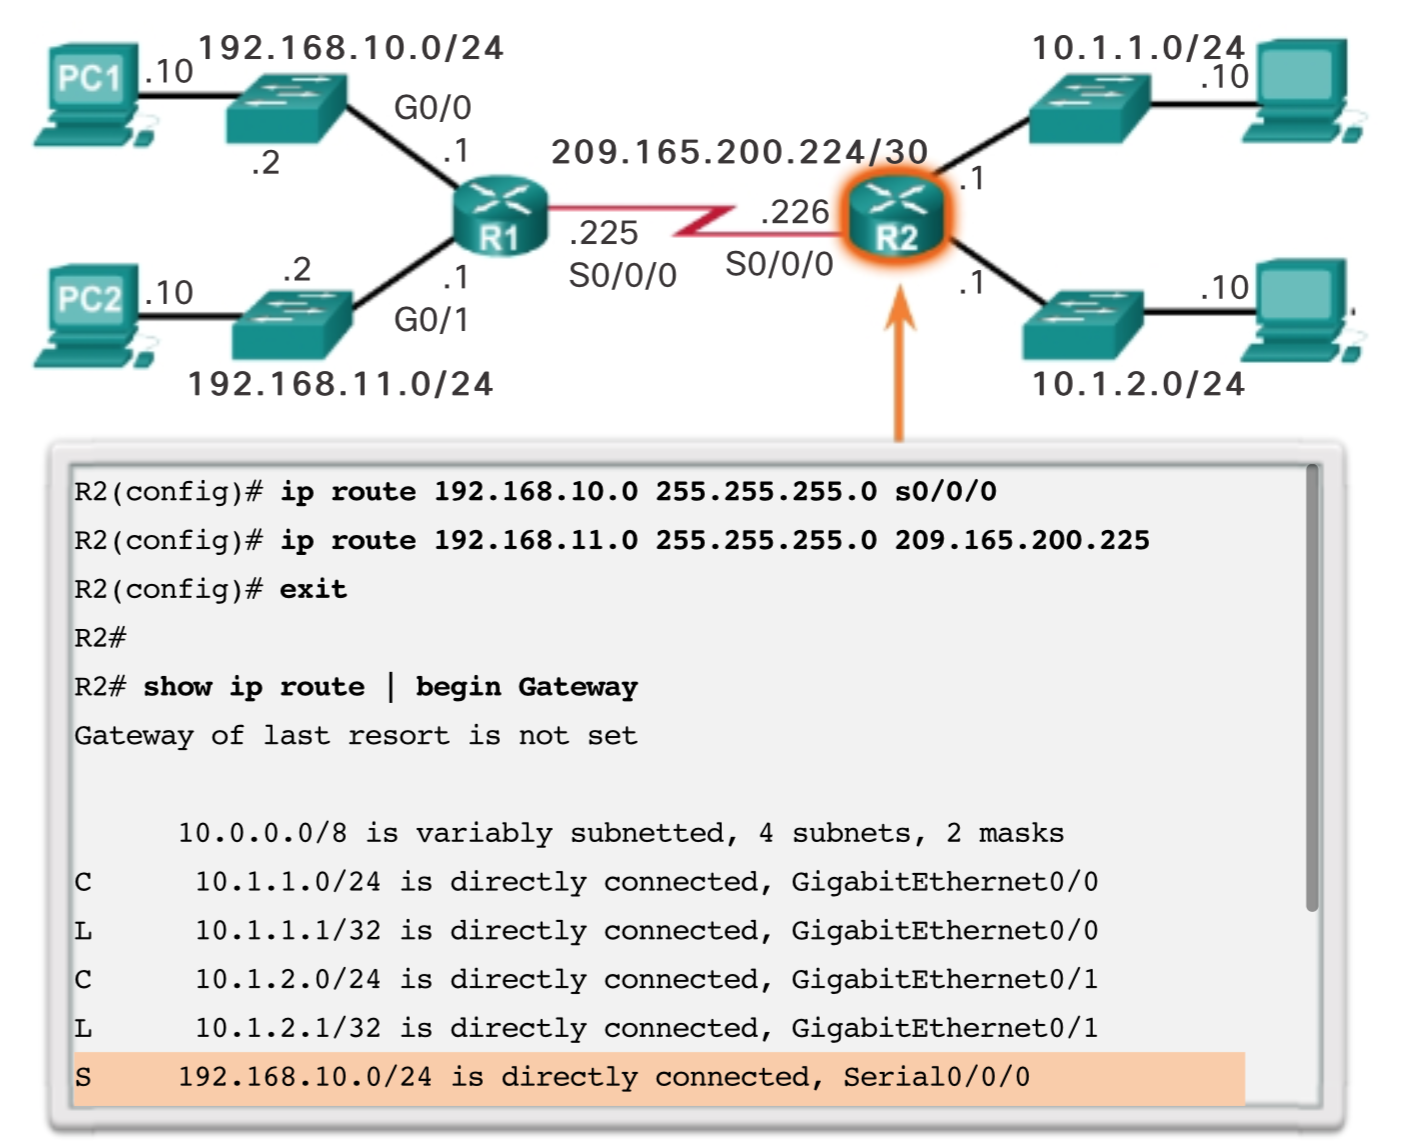 192.168.10.0/24
10.1.1.0/24
PC1
.10
.10
G0/0
.1
.2
209.165.200.224/30
.1
R1
.225
S0/0/0
.226
S0/0/0
R2
.1
PC2
.10
.2
.1
G0/1
.10
192.168.11.0/24
10.1.2.0/24
R2(config)# ip route 192.168.10.0 255.255.255.0 s0/0/0
R2(config)# ip route 192.168.11.0 255.255.255.0 209.165.200.225
R2(config)# exit
R2#
R2# show ip route | begin Gateway
Gateway of last resort is not set
10.0.0.0/8 is variably subnetted, 4 subnets, 2 masks
C 10.1.1.0/24 is directly connected, GigabitEthernet0/0
L 10.1.1.1/32 is directly connected, GigabitEthernet0/0
C 10.1.2.0/24 is directly connected, GigabitEthernet0/1
L 10.1.2.1/32 is directly connected, GigabitEthernet0/1
S 192.168.10.0/24 is directly connected, Serial0/0/0